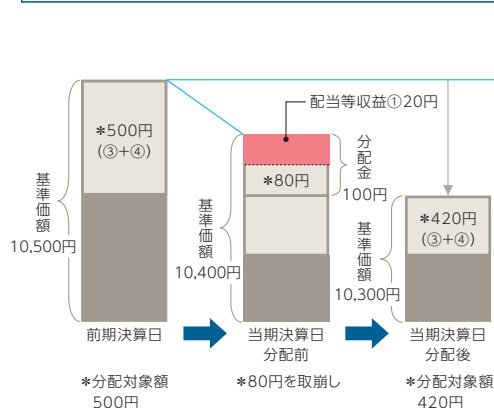 配当等収益①20円
*500円
(③+④)
基準価額
10,500円
*80円
分配金
100円
基準価額
10,400円
*420円
(③+④)
基準価額
10,300円
前期決算日
当期決算日
分配前
当期決算日
分配後
*分配対象額
500円
*80円を取崩し
*分配対象額
420円